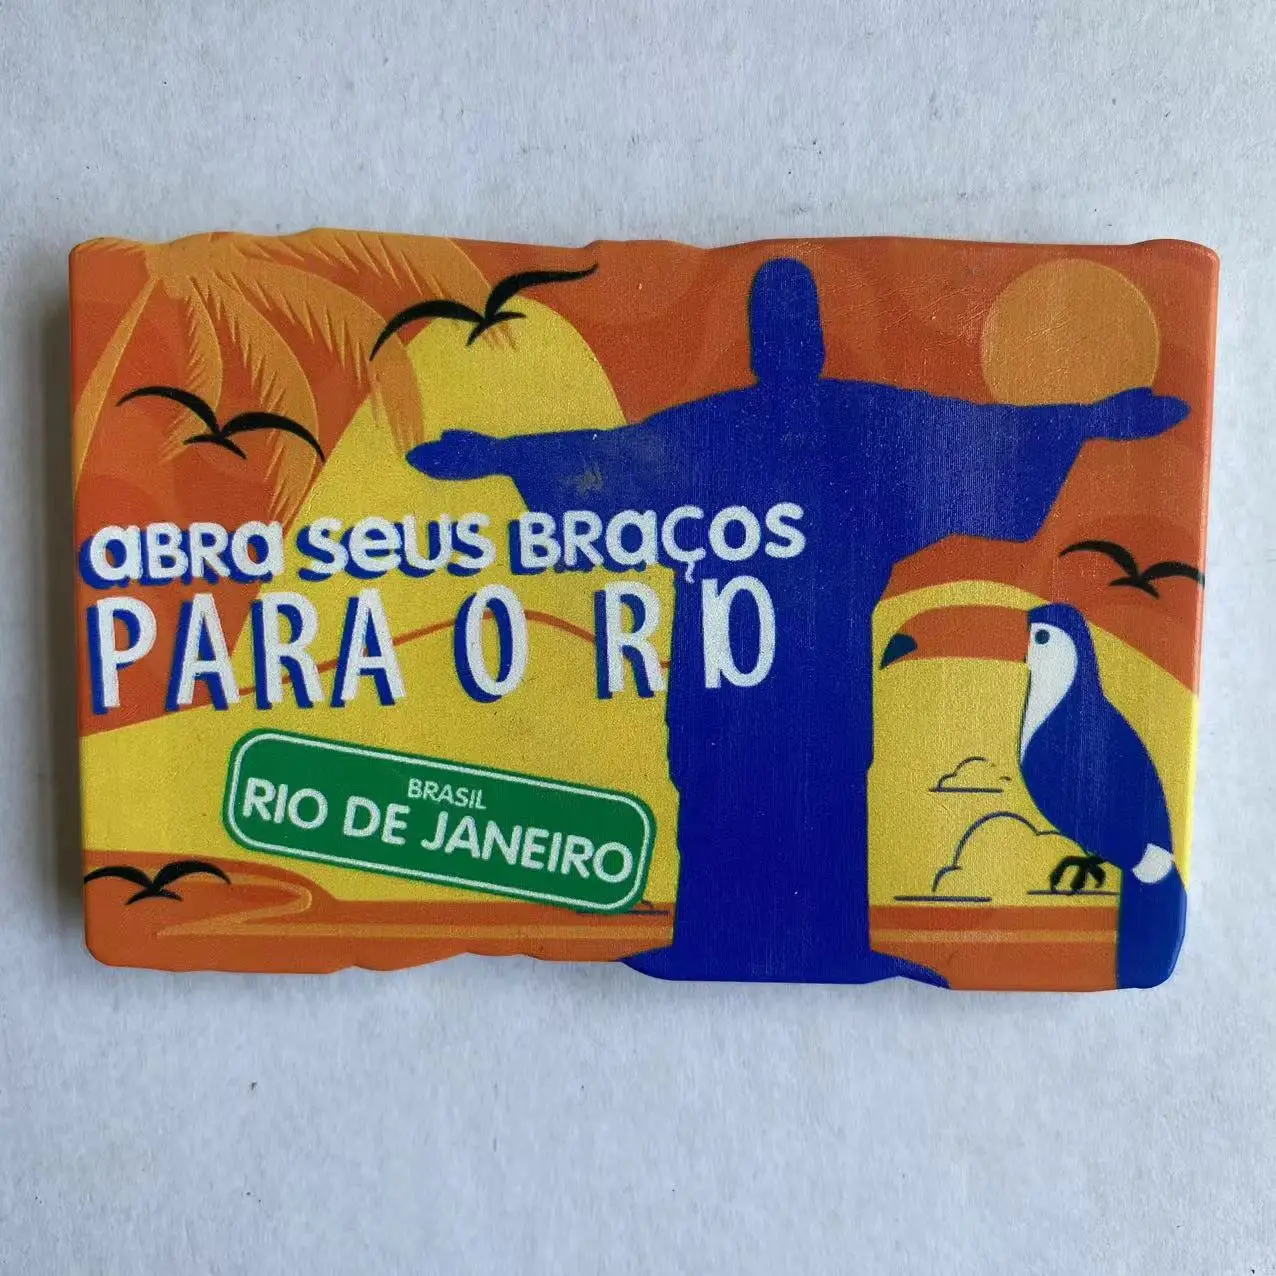 aBRa SeUS BRaÇOS
PARA O RIO
BRASIL
RIO DE JANEIRO